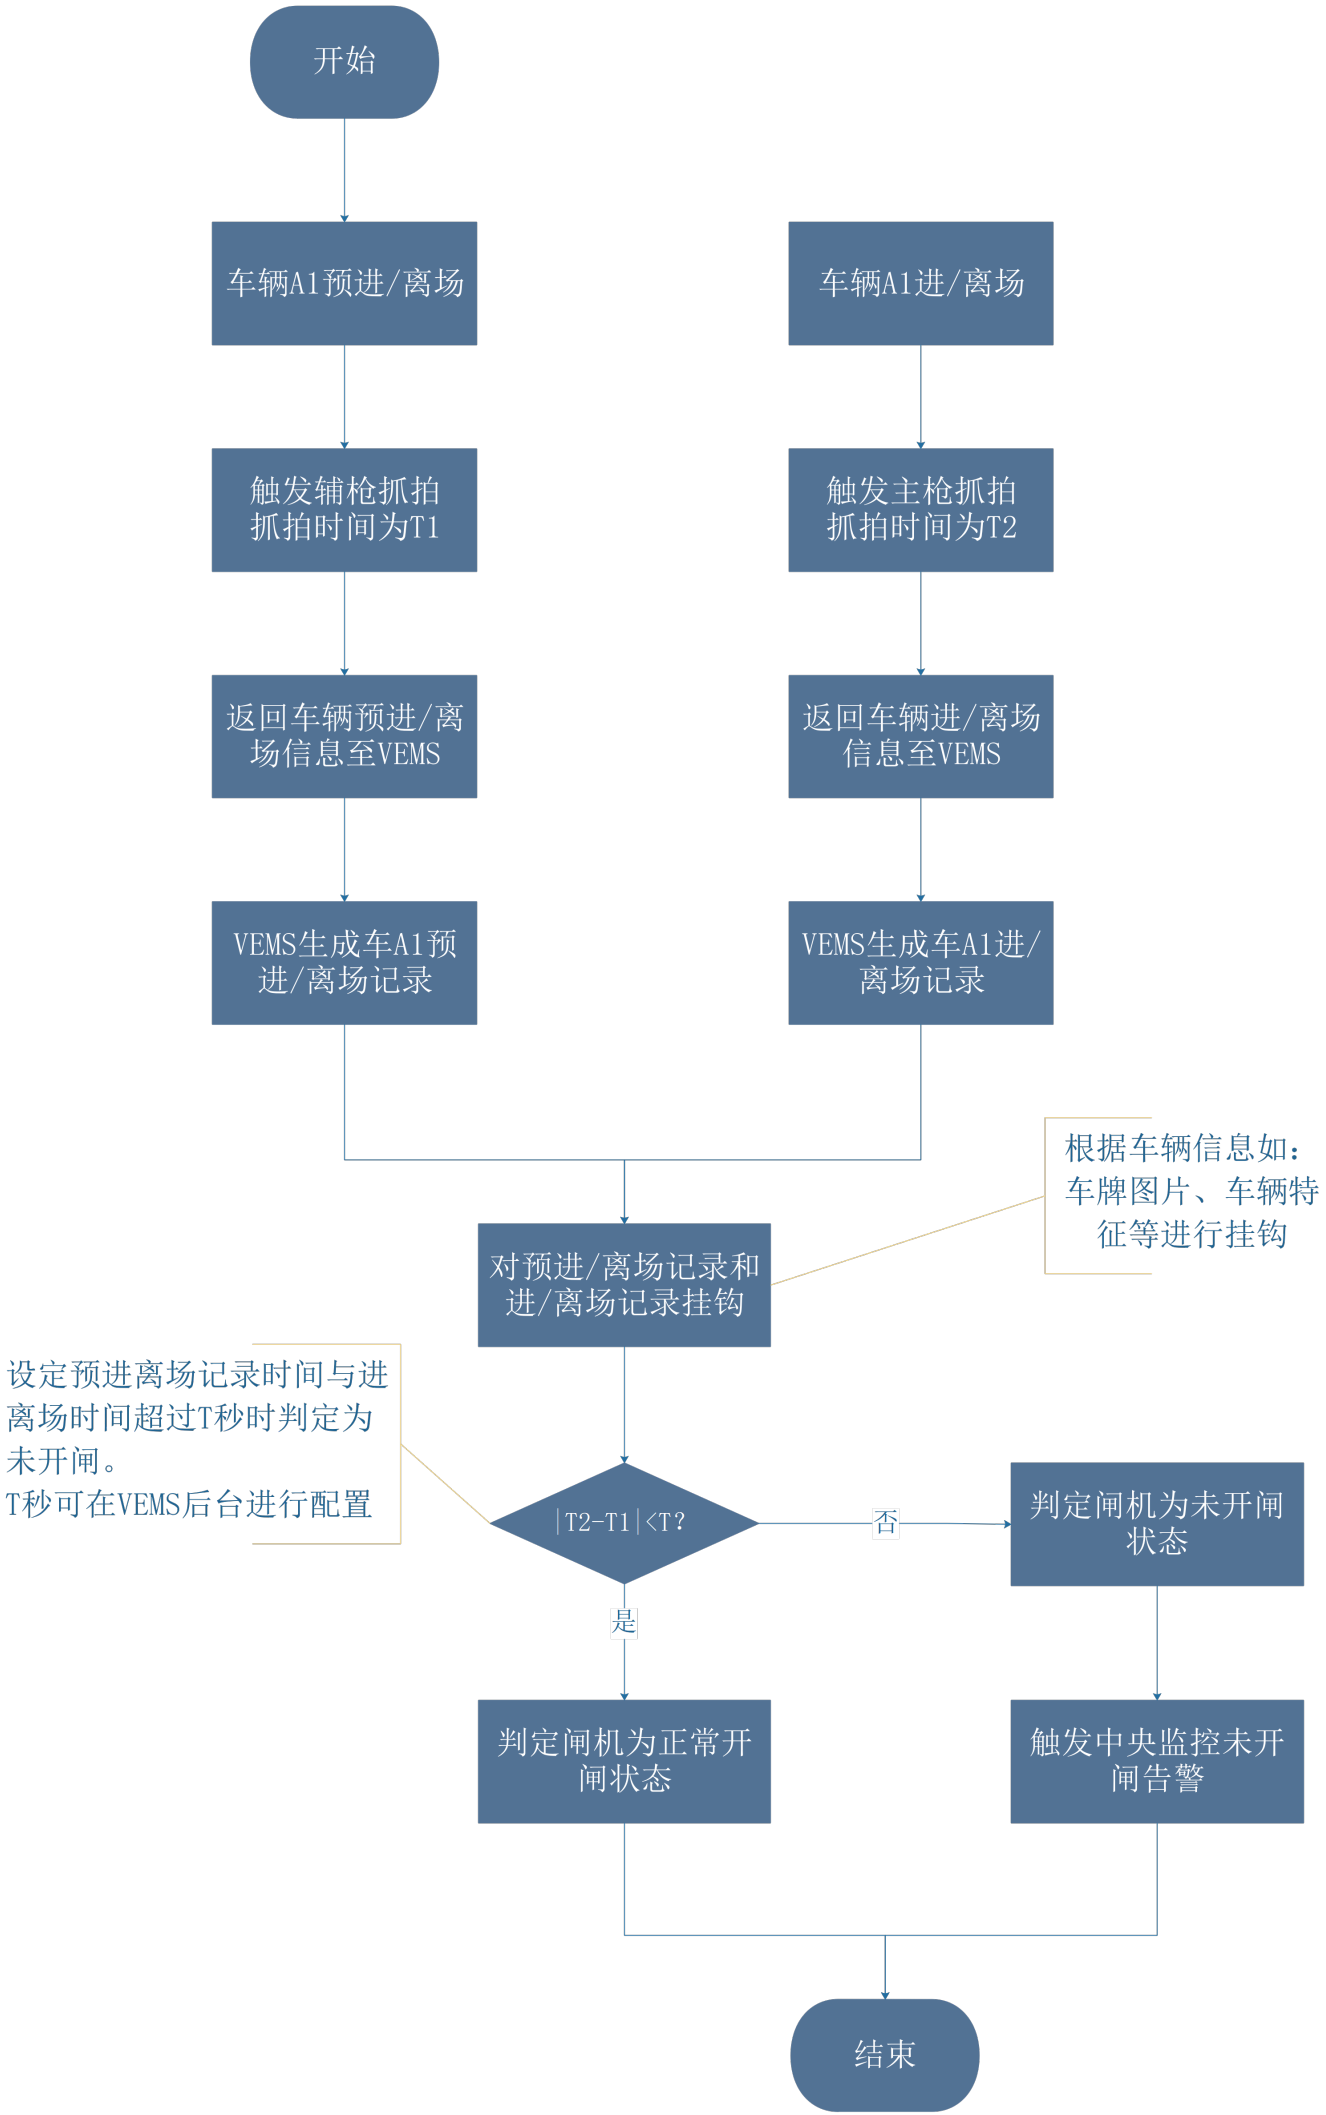 开始
车辆A1预进/离场
车辆A1进/离场
触发辅枪抓拍
抓拍时间为T1
触发主枪抓拍
抓拍时间为T2
返回车辆预进/离
场信息至VEMS
返回车辆进/离场
信息至VEMS
VEMS生成车A1预
进/离场记录
VEMS生成车A1进/
离场记录
根据车辆信息如：
车牌图片、车辆特
征等进行挂钩
对预进/离场记录和
进/离场记录挂钩
设定预进离场记录时间与进
离场时间超过T秒时判定为
未开闸。
T秒可在VEMS后台进行配置
|T2-T1|<T?
否
判定闸机为未开闸
状态
是
判定闸机为正常开
闸状态
触发中央监控未开
闸告警
结束